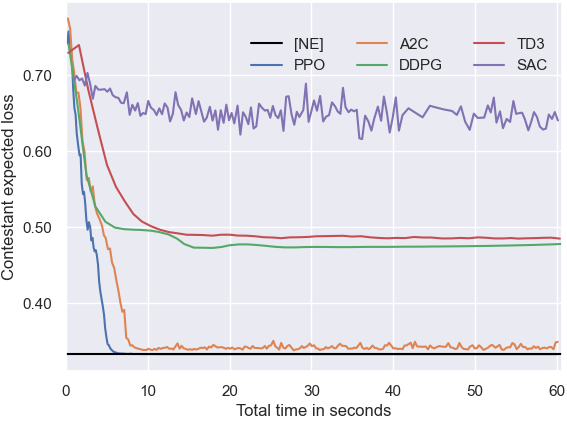 [NE] A2C TD3
PPO DDPG SAC
Contestant expected loss
0.70
0.60
0.50
0.40
0 10 20 30 40 50 60
Total time in seconds